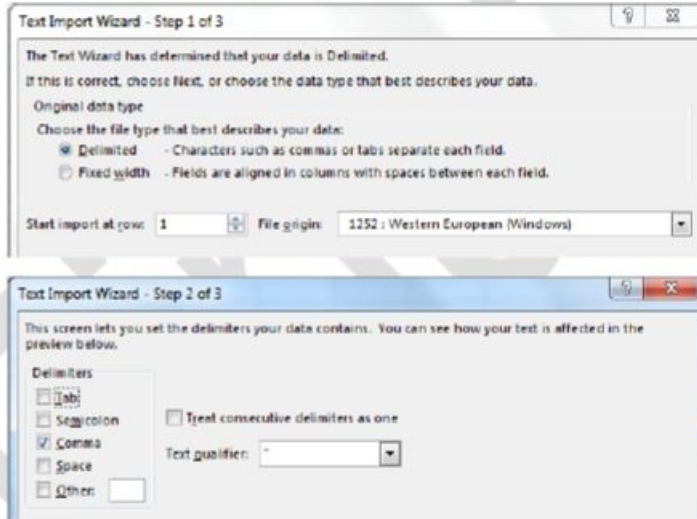 Text Import Wizard - Step 1 of 3
The Text Wizard has determined that your data is Delimited.
If this is correct, choose Next, or choose the data type that best describes your data.
Original data type
Choose the file type that best describes your data:
Delimited - Characters such as commas or tabs separate each field.
Fixed width - Fields are aligned in columns with spaces between each field.
Start import at row: 1 File origin: 1252 : Western European (Windows)
Text Import Wizard - Step 2 of 3
This screen lets you set the delimiters your data contains. You can see how your text is affected in the
preview below.
Delimiters
Tab
Semicolon Treat consecutive delimiters as one
Comma
Text qualifier: "
Space
Other: